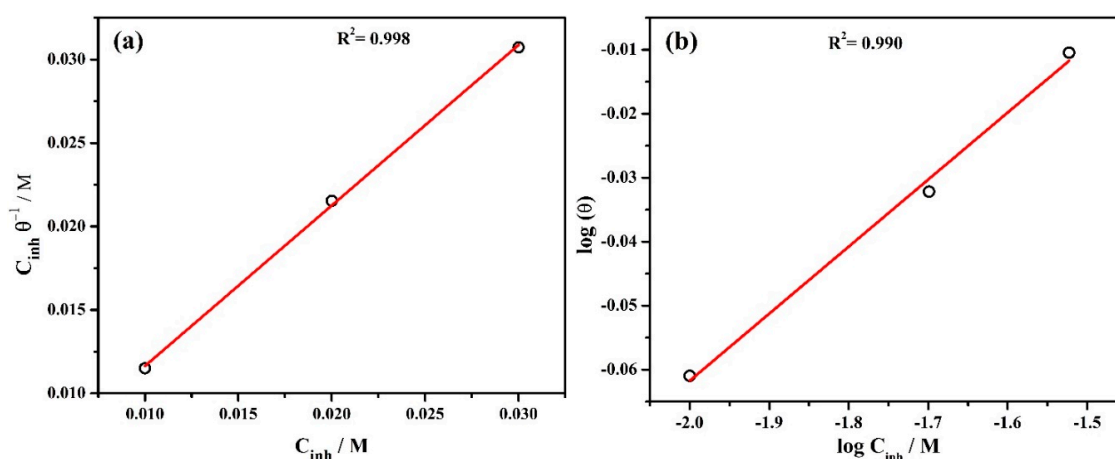 (a)
R²= 0.998
0.030
0.025
0.020
0.015
0.010
C_inh θ⁻¹ / M
0.010
0.015
0.020
0.025
0.030
C_inh / M
(b)
R²= 0.990
-0.01
-0.02
-0.03
-0.04
-0.05
-0.06
log (θ)
-2.0
-1.9
-1.8
-1.7
-1.6
-1.5
log C_inh / M